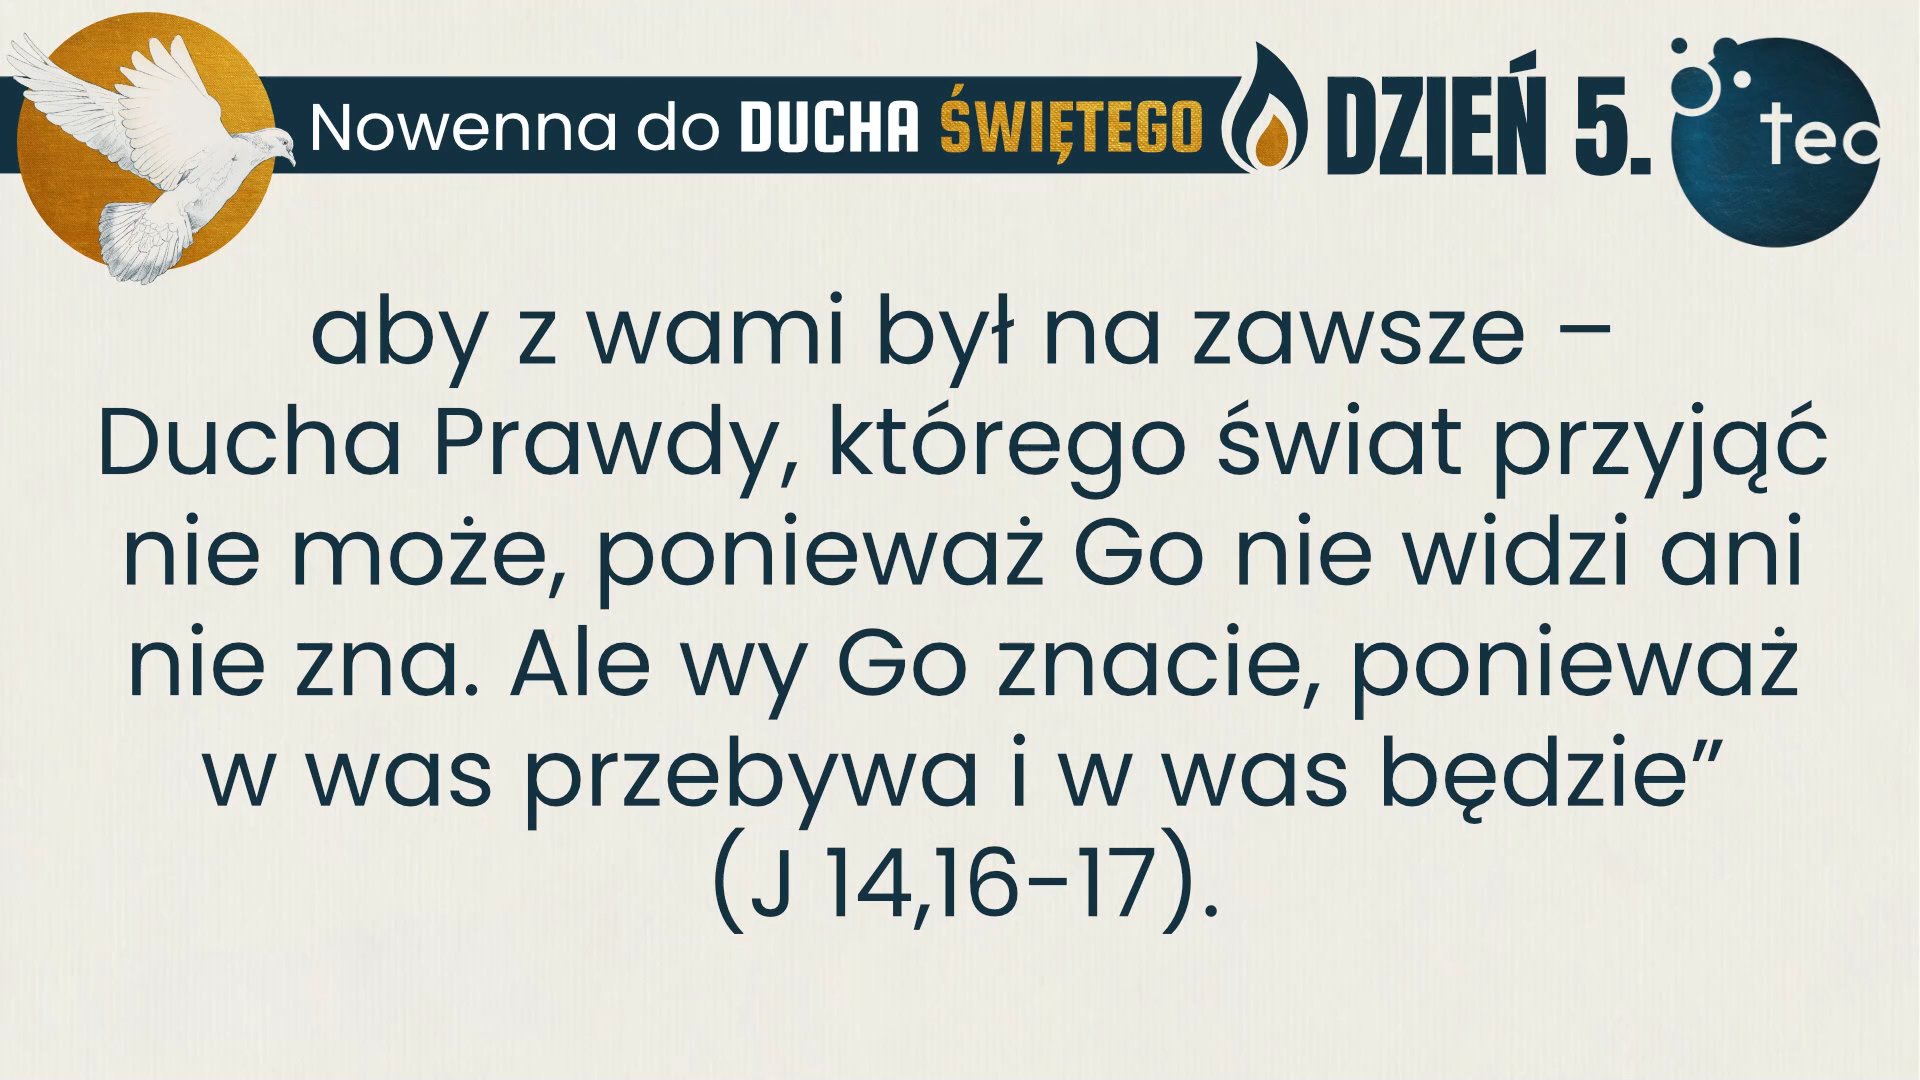 Nowenna do DUCHA ŚWIĘTEGO DZIEŃ 5.
teo
aby z wami był na zawsze –
Ducha Prawdy, którego świat przyjąć
nie może, ponieważ Go nie widzi ani
nie zna. Ale wy Go znacie, ponieważ
w was przebywa i w was będzie”
(J 14,16-17).